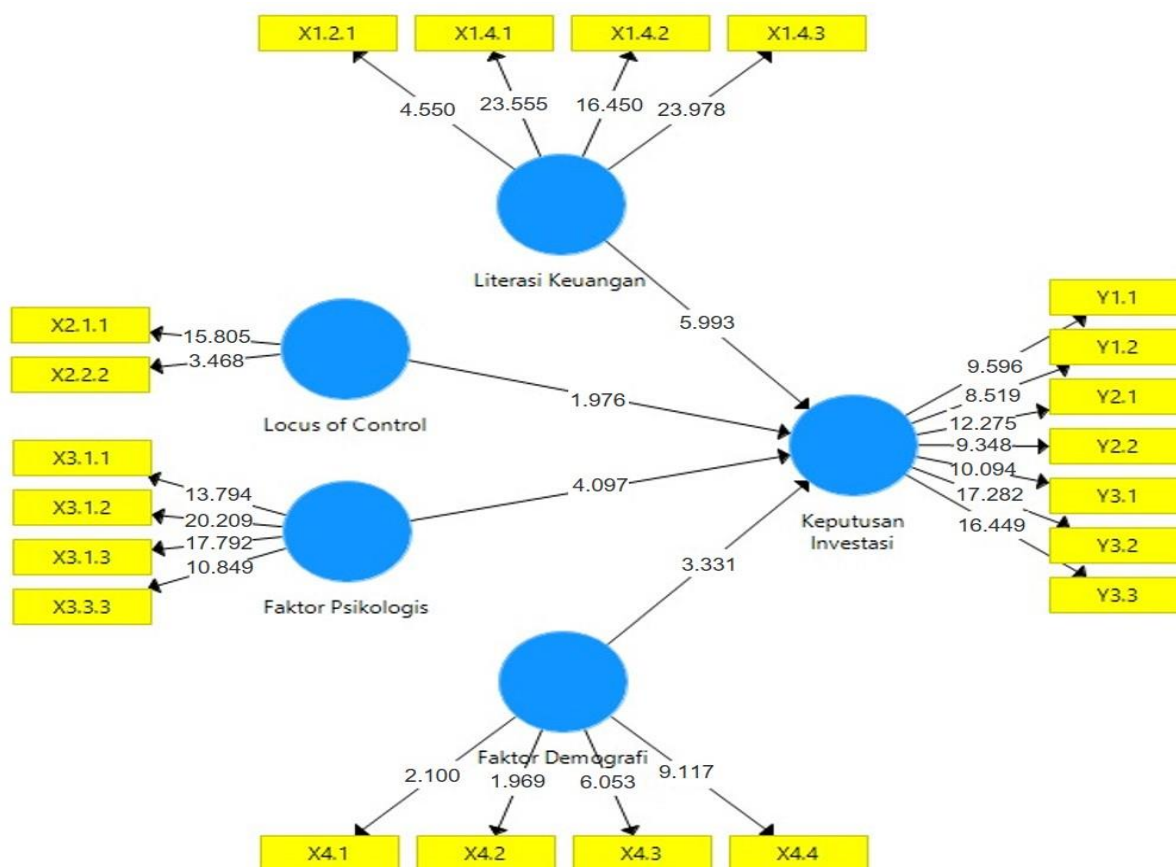 X1.2.1
X1.4.1
X1.4.2
X1.4.3
4.550
23.555
16.450
23.978
Literasi Keuangan
5.993
X2.1.1
X2.2.2
15.805
3.468
Locus of Control
1.976
X3.1.1
X3.1.2
X3.1.3
X3.3.3
13.794
20.209
17.792
10.849
Faktor Psikologis
4.097
Keputusan
Investasi
9.596
8.519
12.275
9.348
10.094
17.282
16.449
Y1.1
Y1.2
Y2.1
Y2.2
Y3.1
Y3.2
Y3.3
3.331
Faktor Demografi
2.100
1.969
6.053
9.117
X4.1
X4.2
X4.3
X4.4